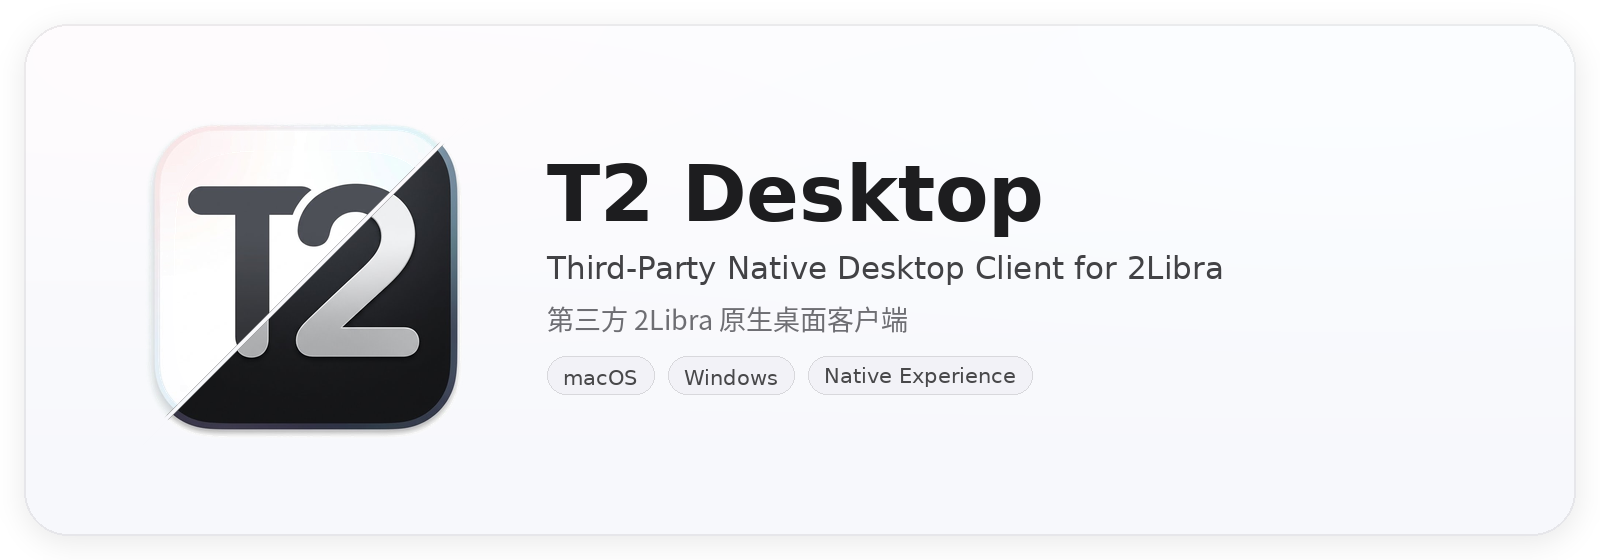 T2
T2 Desktop
Third-Party Native Desktop Client for 2Libra
第三方 2Libra 原生桌面客户端
macOS Windows Native Experience